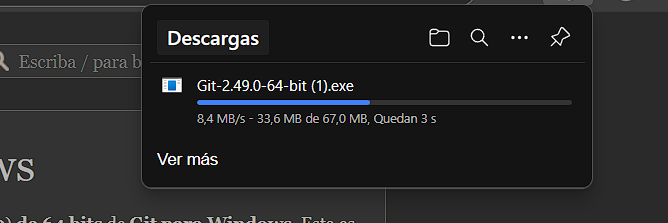 Descargas
Escriba / para b
Git-2.49.0-64-bit (1).exe
8,4 MB/s - 33,6 MB de 67,0 MB, Quedan 3 s
Ver más
ws
de 64 bits de Git para Windows. Este es